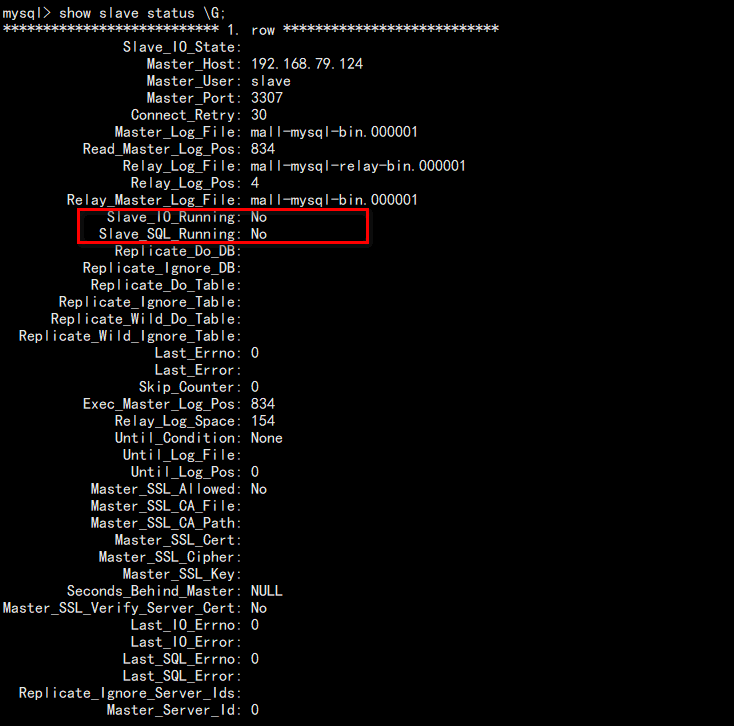 mysql> show slave status \G;
*************************** 1. row ***************************
Slave_IO_State:
Master_Host: 192.168.79.124
Master_User: slave
Master_Port: 3307
Connect_Retry: 30
Master_Log_File: mall-mysql-bin.000001
Read_Master_Log_Pos: 834
Relay_Log_File: mall-mysql-relay-bin.000001
Relay_Log_Pos: 4
Relay_Master_Log_File: mall-mysql-bin.000001
Slave_IO_Running: No
Slave_SQL_Running: No
Replicate_Do_DB:
Replicate_Ignore_DB:
Replicate_Do_Table:
Replicate_Ignore_Table:
Replicate_Wild_Do_Table:
Replicate_Wild_Ignore_Table:
Last_Errno: 0
Last_Error:
Skip_Counter: 0
Exec_Master_Log_Pos: 834
Relay_Log_Space: 154
Until_Condition: None
Until_Log_File:
Until_Log_Pos: 0
Master_SSL_Allowed: No
Master_SSL_CA_File:
Master_SSL_CA_Path:
Master_SSL_Cert:
Master_SSL_Cipher:
Master_SSL_Key:
Seconds_Behind_Master: NULL
Master_SSL_Verify_Server_Cert: No
Last_IO_Errno: 0
Last_IO_Error:
Last_SQL_Errno: 0
Last_SQL_Error:
Replicate_Ignore_Server_Ids:
Master_Server_Id: 0